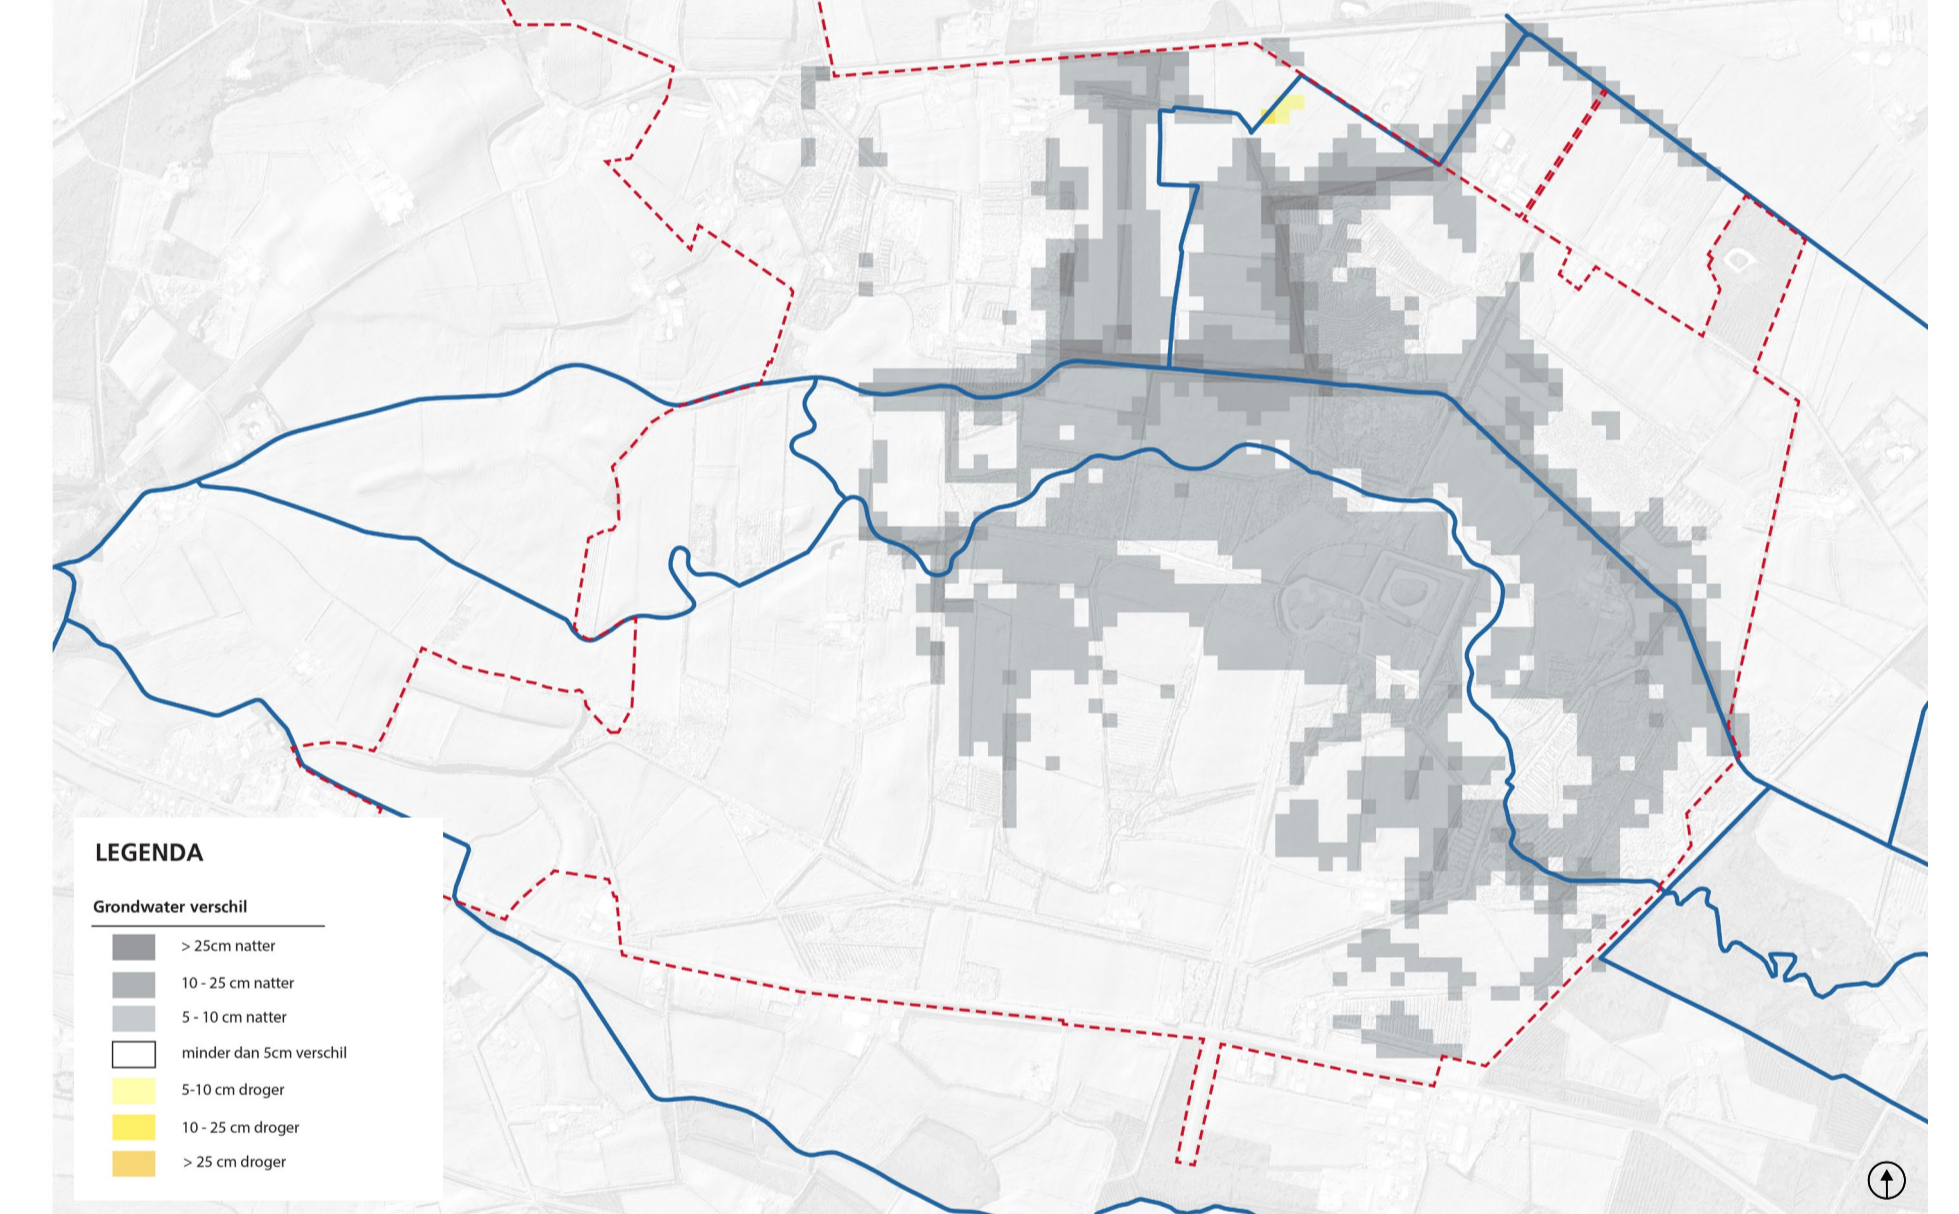 LEGENDA
Grondwater verschil
> 25cm natter
10 - 25 cm natter
5 - 10 cm natter
minder dan 5cm verschil
5-10 cm droger
10 - 25 cm droger
> 25 cm droger